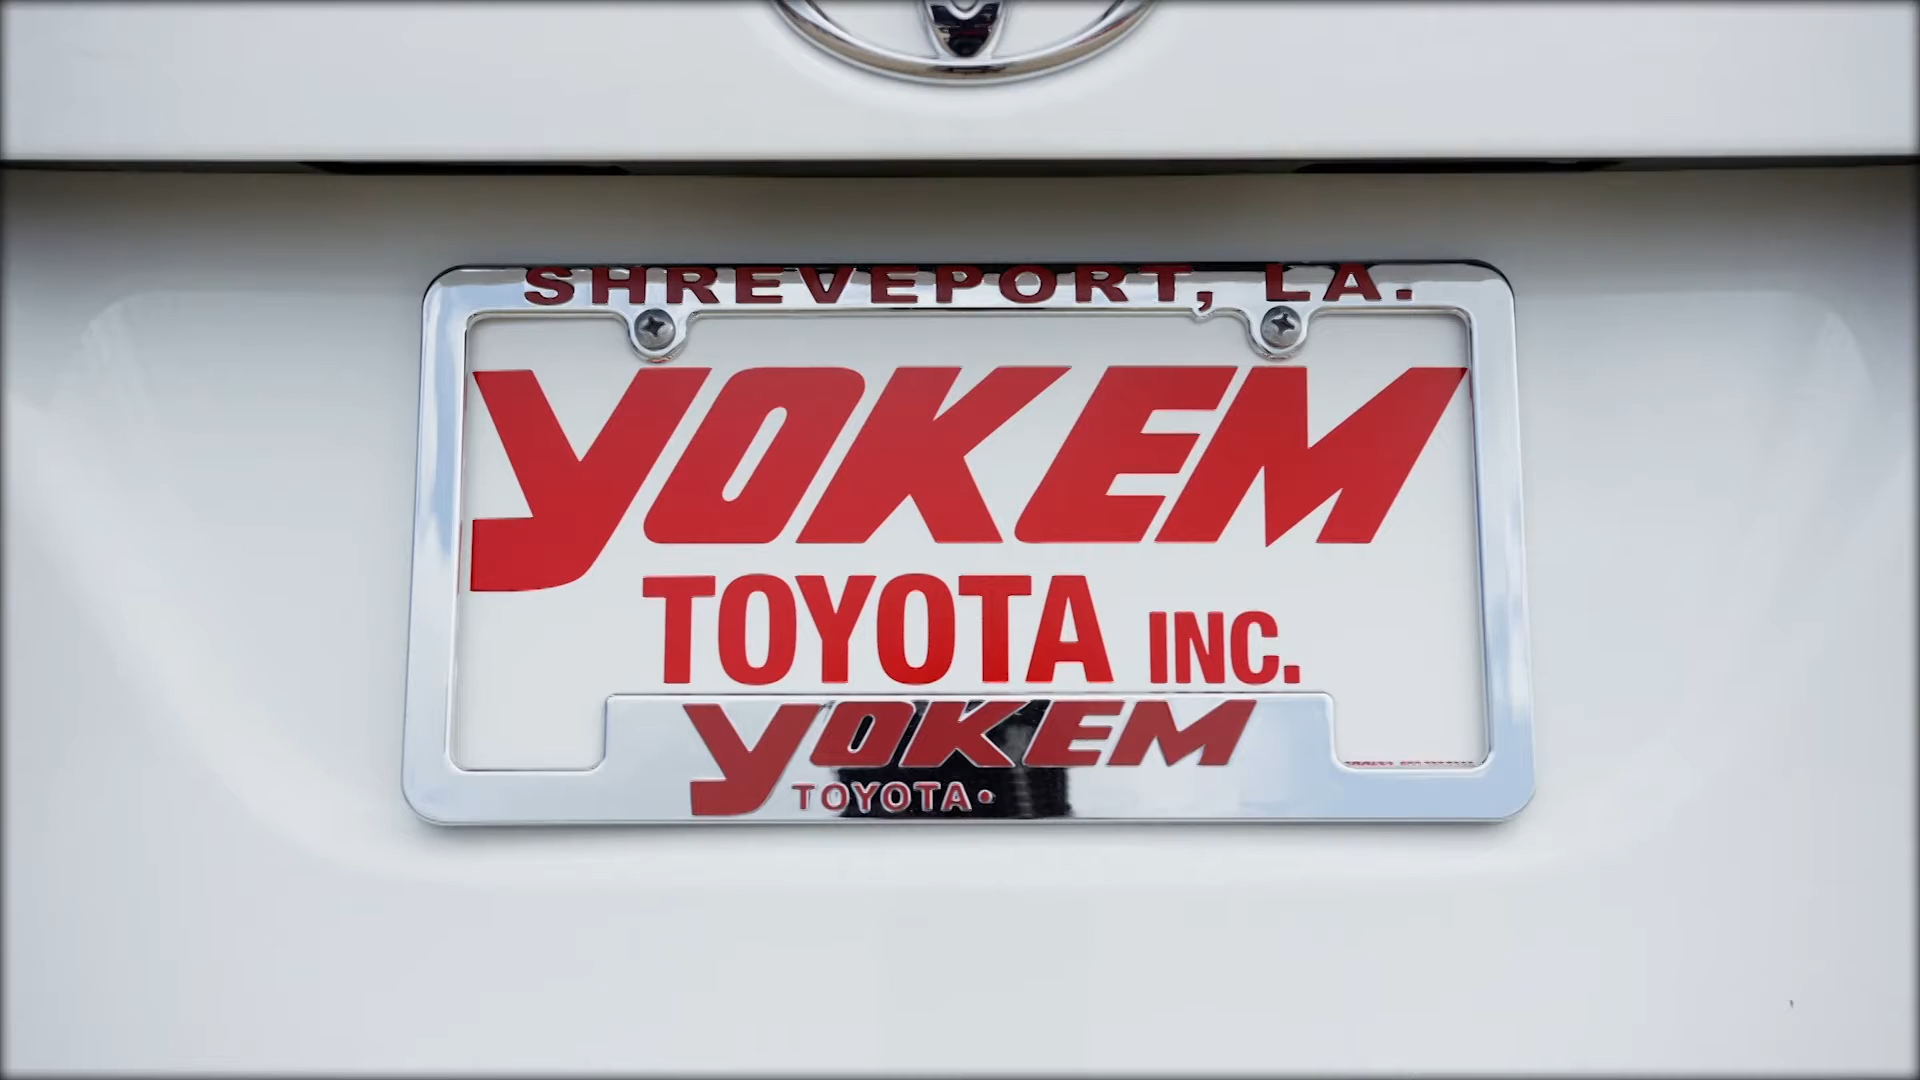 SHREVEPORT, LA.
YOKEM
TOYOTA INC.
YOKEM
TOYOTA